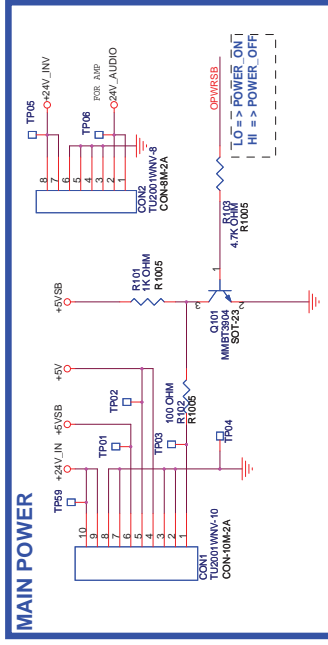 MAIN POWER
+24V_IN
+5VSB
+5V
+5VSB
TP59
TP01
TP02
TP03
TP04
10
9
8
7
6
5
4
3
2
1
CON1
TU2001WNV-10
CON-10M-2A
100 OHM
R102
R1005
R101
1K OHM
R1005
Q101
MMBT3904
SOT-23
1
2
3
R103
4.7K OHM
R1005
OPWRSB
LO = > POWER_ON
HI = > POWER_OFF
TP05
+24V_INV
FOR AMP
TP06
+24V_AUDIO
8
7
6
5
4
3
2
1
CON2
TU2001WNV-8
CON-8M-2A